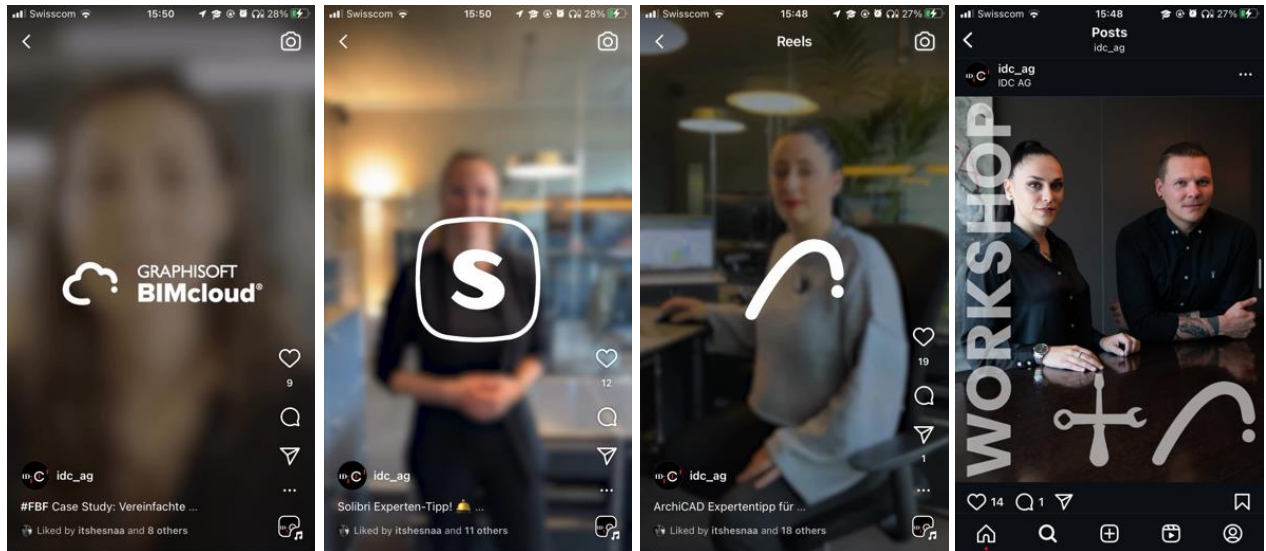 Swisscom
15:50
28%
GRAPHISOFT
BIMcloud®
9
idc_ag
#FBF Case Study: Vereinfachte ...
Liked by itshesnaa and 8 others
Swisscom
15:50
28%
S
12
idc_ag
Solibri Experten-Tipp! 🔔 ...
Liked by itshesnaa and 11 others
Swisscom
15:48
27%
Reels
19
1
idc_ag
ArchiCAD Expertentipp für ...
Liked by itshesnaa and 18 others
Swisscom
15:48
27%
Posts
idc_ag
idc_ag
IDC AG
WORKSHOP
14
1